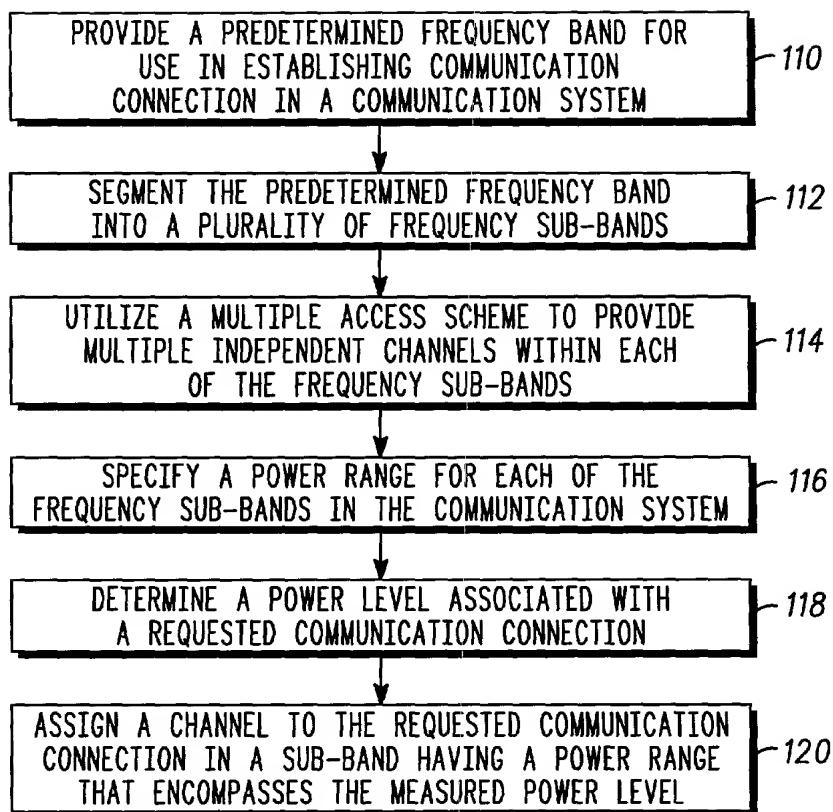 PROVIDE A PREDETERMINED FREQUENCY BAND FOR
USE IN ESTABLISHING COMMUNICATION
CONNECTION IN A COMMUNICATION SYSTEM
110
SEGMENT THE PREDETERMINED FREQUENCY BAND
INTO A PLURALITY OF FREQUENCY SUB-BANDS
112
UTILIZE A MULTIPLE ACCESS SCHEME TO PROVIDE
MULTIPLE INDEPENDENT CHANNELS WITHIN EACH
OF THE FREQUENCY SUB-BANDS
114
SPECIFY A POWER RANGE FOR EACH OF THE
FREQUENCY SUB-BANDS IN THE COMMUNICATION SYSTEM
116
DETERMINE A POWER LEVEL ASSOCIATED WITH
A REQUESTED COMMUNICATION CONNECTION
118
ASSIGN A CHANNEL TO THE REQUESTED COMMUNICATION
CONNECTION IN A SUB-BAND HAVING A POWER RANGE
THAT ENCOMPASSES THE MEASURED POWER LEVEL
120